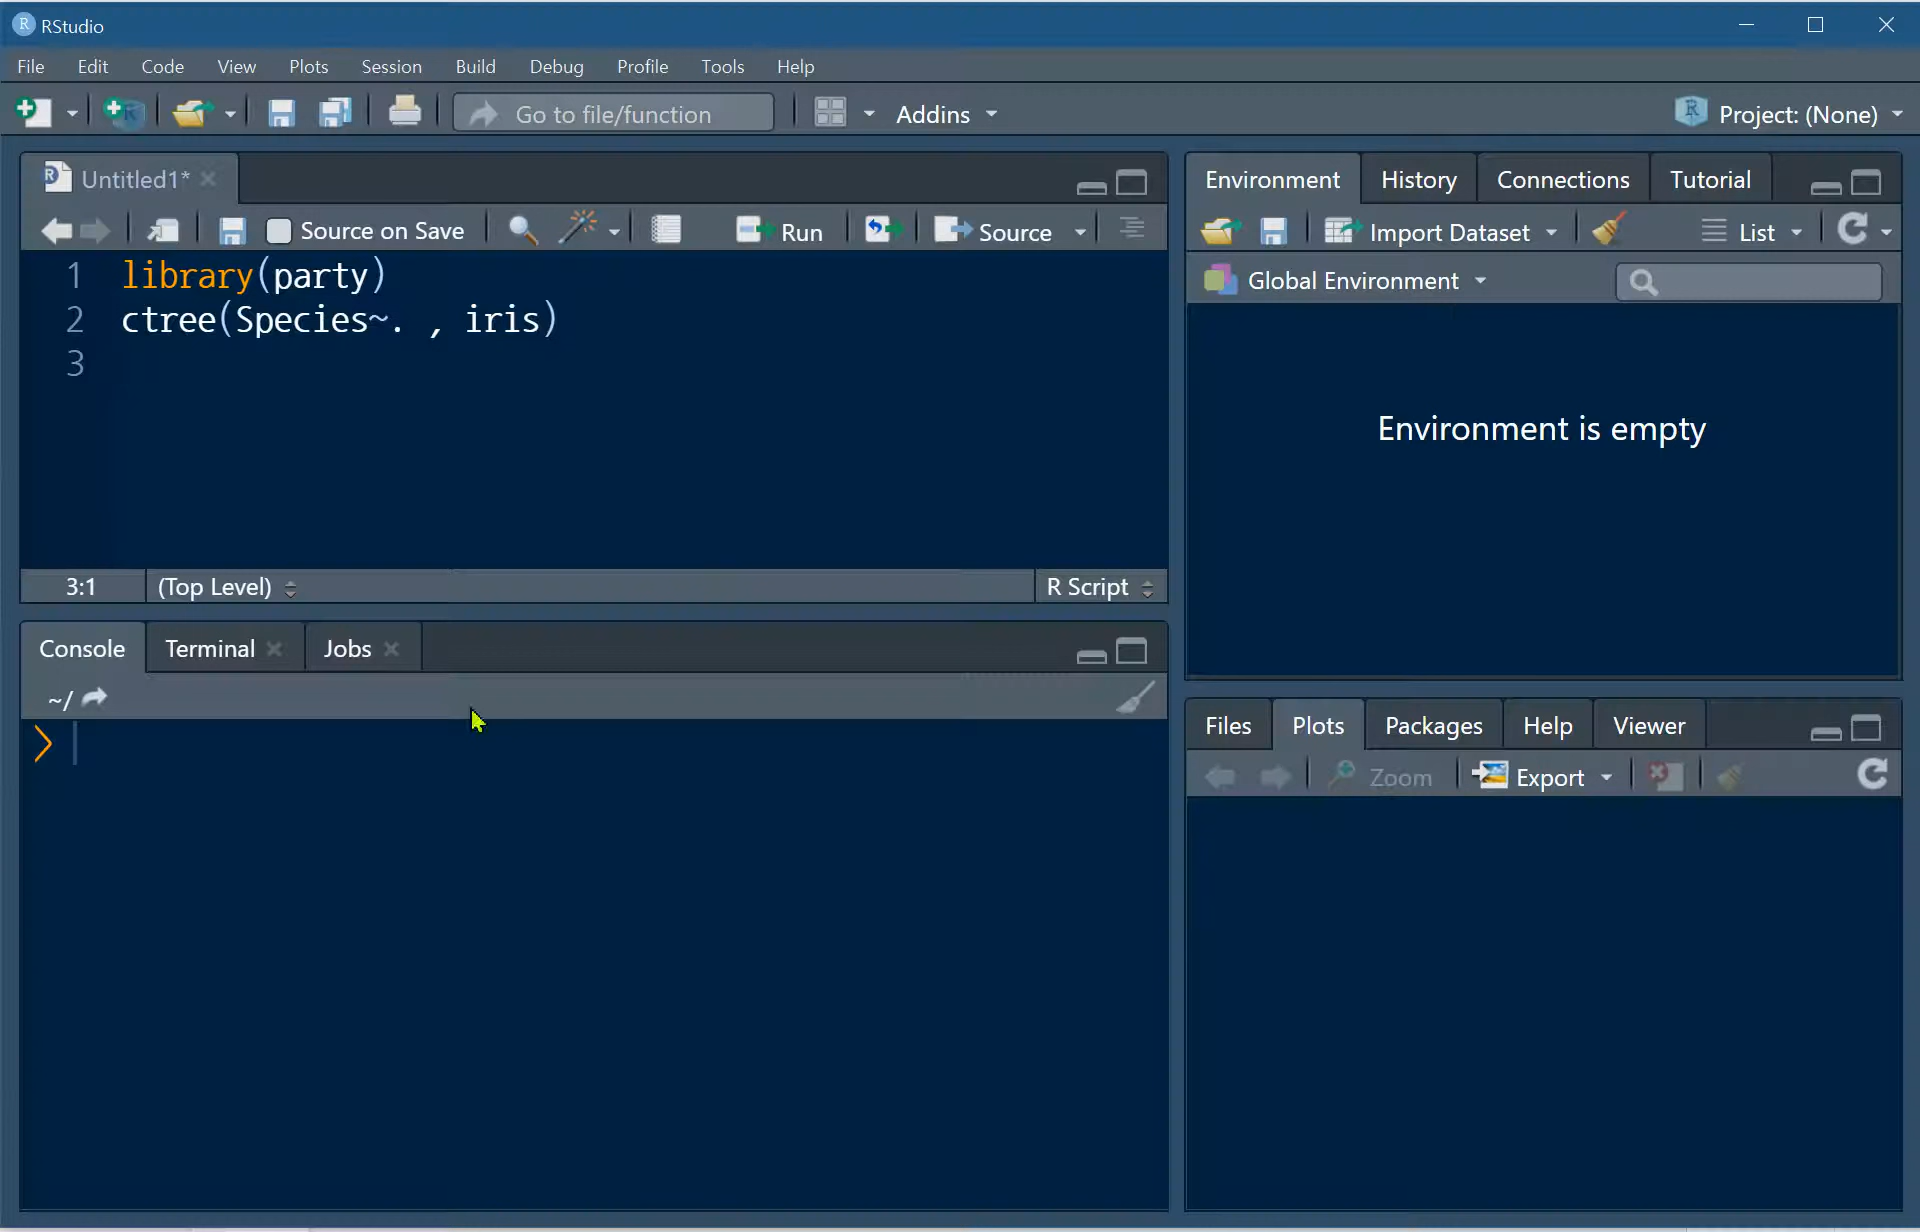 RStudio
File Edit Code View Plots Session Build Debug Profile Tools Help
Go to file/function Addins Project: (None)
Untitled1*
Source on Save Run Source
1 library(party)
2 ctree(Species~. , iris)
3
3:1 (Top Level) R Script
Console Terminal Jobs
~/
>
Environment History Connections Tutorial
Import Dataset List
Global Environment
Environment is empty
Files Plots Packages Help Viewer
Zoom Export